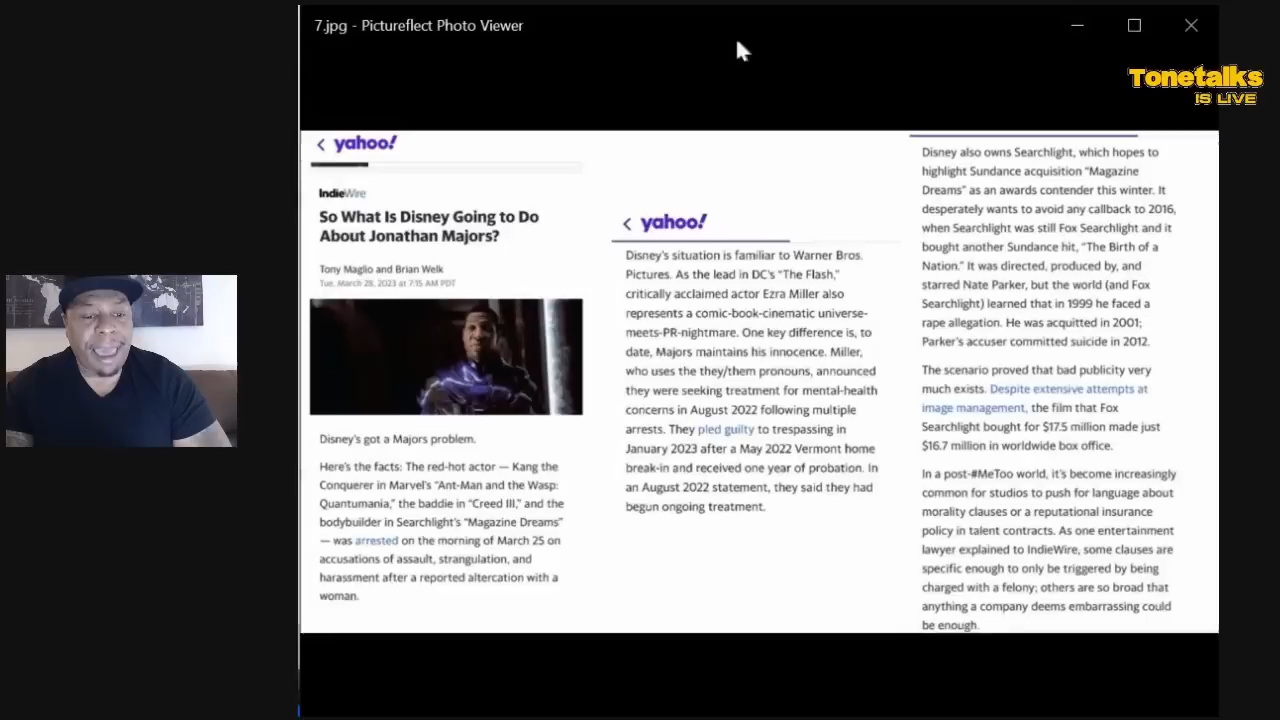 7.jpg - Pictureflect Photo Viewer
Tonetalks
IS LIVE
yahoo!
IndieWire
So What Is Disney Going to Do
About Jonathan Majors?
Tony Maglio and Brian Welk
Tue, March 28, 2023 at 7:15 AM PDT
Disney's got a Majors problem.
Here's the facts: The red-hot actor — Kang the
Conquerer in Marvel's "Ant-Man and the Wasp:
Quantumania," the baddie in "Creed III," and the
bodybuilder in Searchlight's "Magazine Dreams"
— was arrested on the morning of March 25 on
accusations of assault, strangulation, and
harassment after a reported altercation with a
woman.
yahoo!
Disney's situation is familiar to Warner Bros.
Pictures. As the lead in DC's "The Flash,"
critically acclaimed actor Ezra Miller also
represents a comic-book-cinematic universe-
meets-PR-nightmare. One key difference is, to
date, Majors maintains his innocence. Miller,
who uses the they/them pronouns, announced
they were seeking treatment for mental-health
concerns in August 2022 following multiple
arrests. They pled guilty to trespassing in
January 2023 after a May 2022 Vermont home
break-in and received one year of probation. In
an August 2022 statement, they said they had
begun ongoing treatment.
Disney also owns Searchlight, which hopes to
highlight Sundance acquisition "Magazine
Dreams" as an awards contender this winter. It
desperately wants to avoid any callback to 2016,
when Searchlight was still Fox Searchlight and it
bought another Sundance hit, "The Birth of a
Nation." It was directed, produced by, and
starred Nate Parker, but the world (and Fox
Searchlight) learned that in 1999 he faced a
rape allegation. He was acquitted in 2001;
Parker's accuser committed suicide in 2012.
The scenario proved that bad publicity very
much exists. Despite extensive attempts at
image management, the film that Fox
Searchlight bought for $17.5 million made just
$16.7 million in worldwide box office.
In a post-#MeToo world, it's become increasingly
common for studios to push for language about
morality clauses or a reputational insurance
policy in talent contracts. As one entertainment
lawyer explained to IndieWire, some clauses are
specific enough to only be triggered by being
charged with a felony; others are so broad that
anything a company deems embarrassing could
be enough.